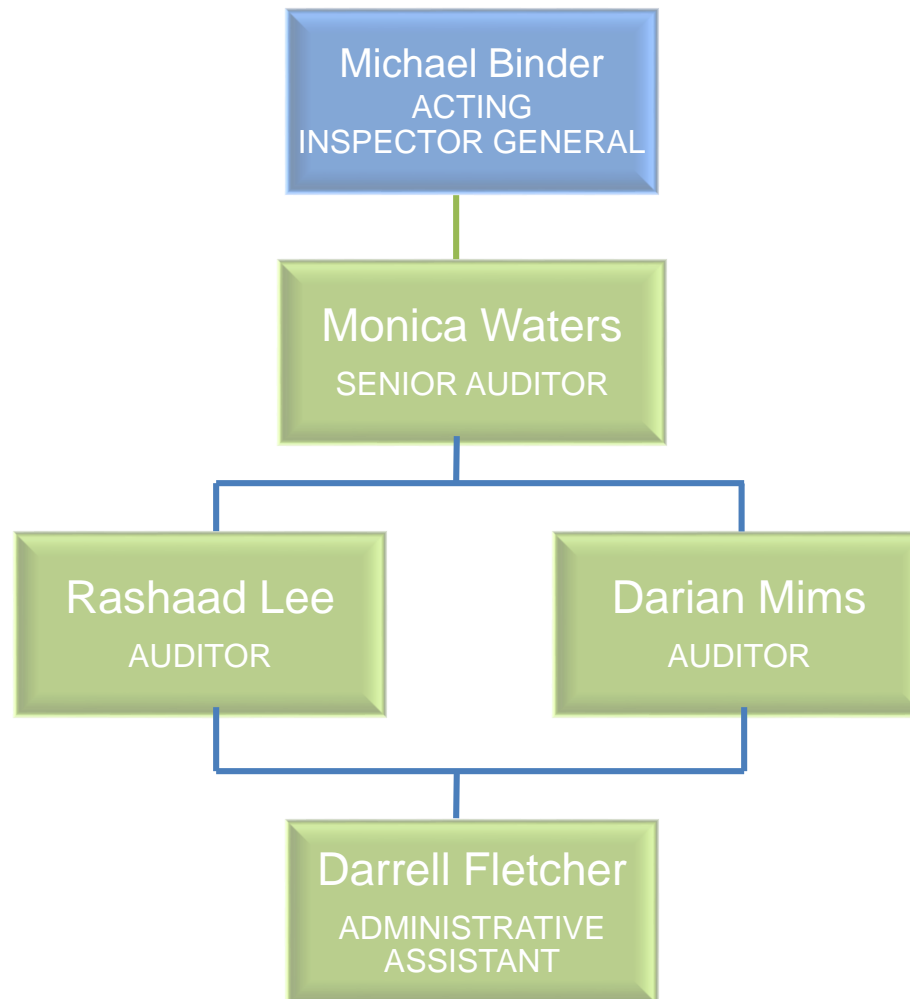 Michael Binder
ACTING
INSPECTOR GENERAL
Monica Waters
SENIOR AUDITOR
Rashaad Lee
AUDITOR
Darian Mims
AUDITOR
Darrell Fletcher
ADMINISTRATIVE
ASSISTANT